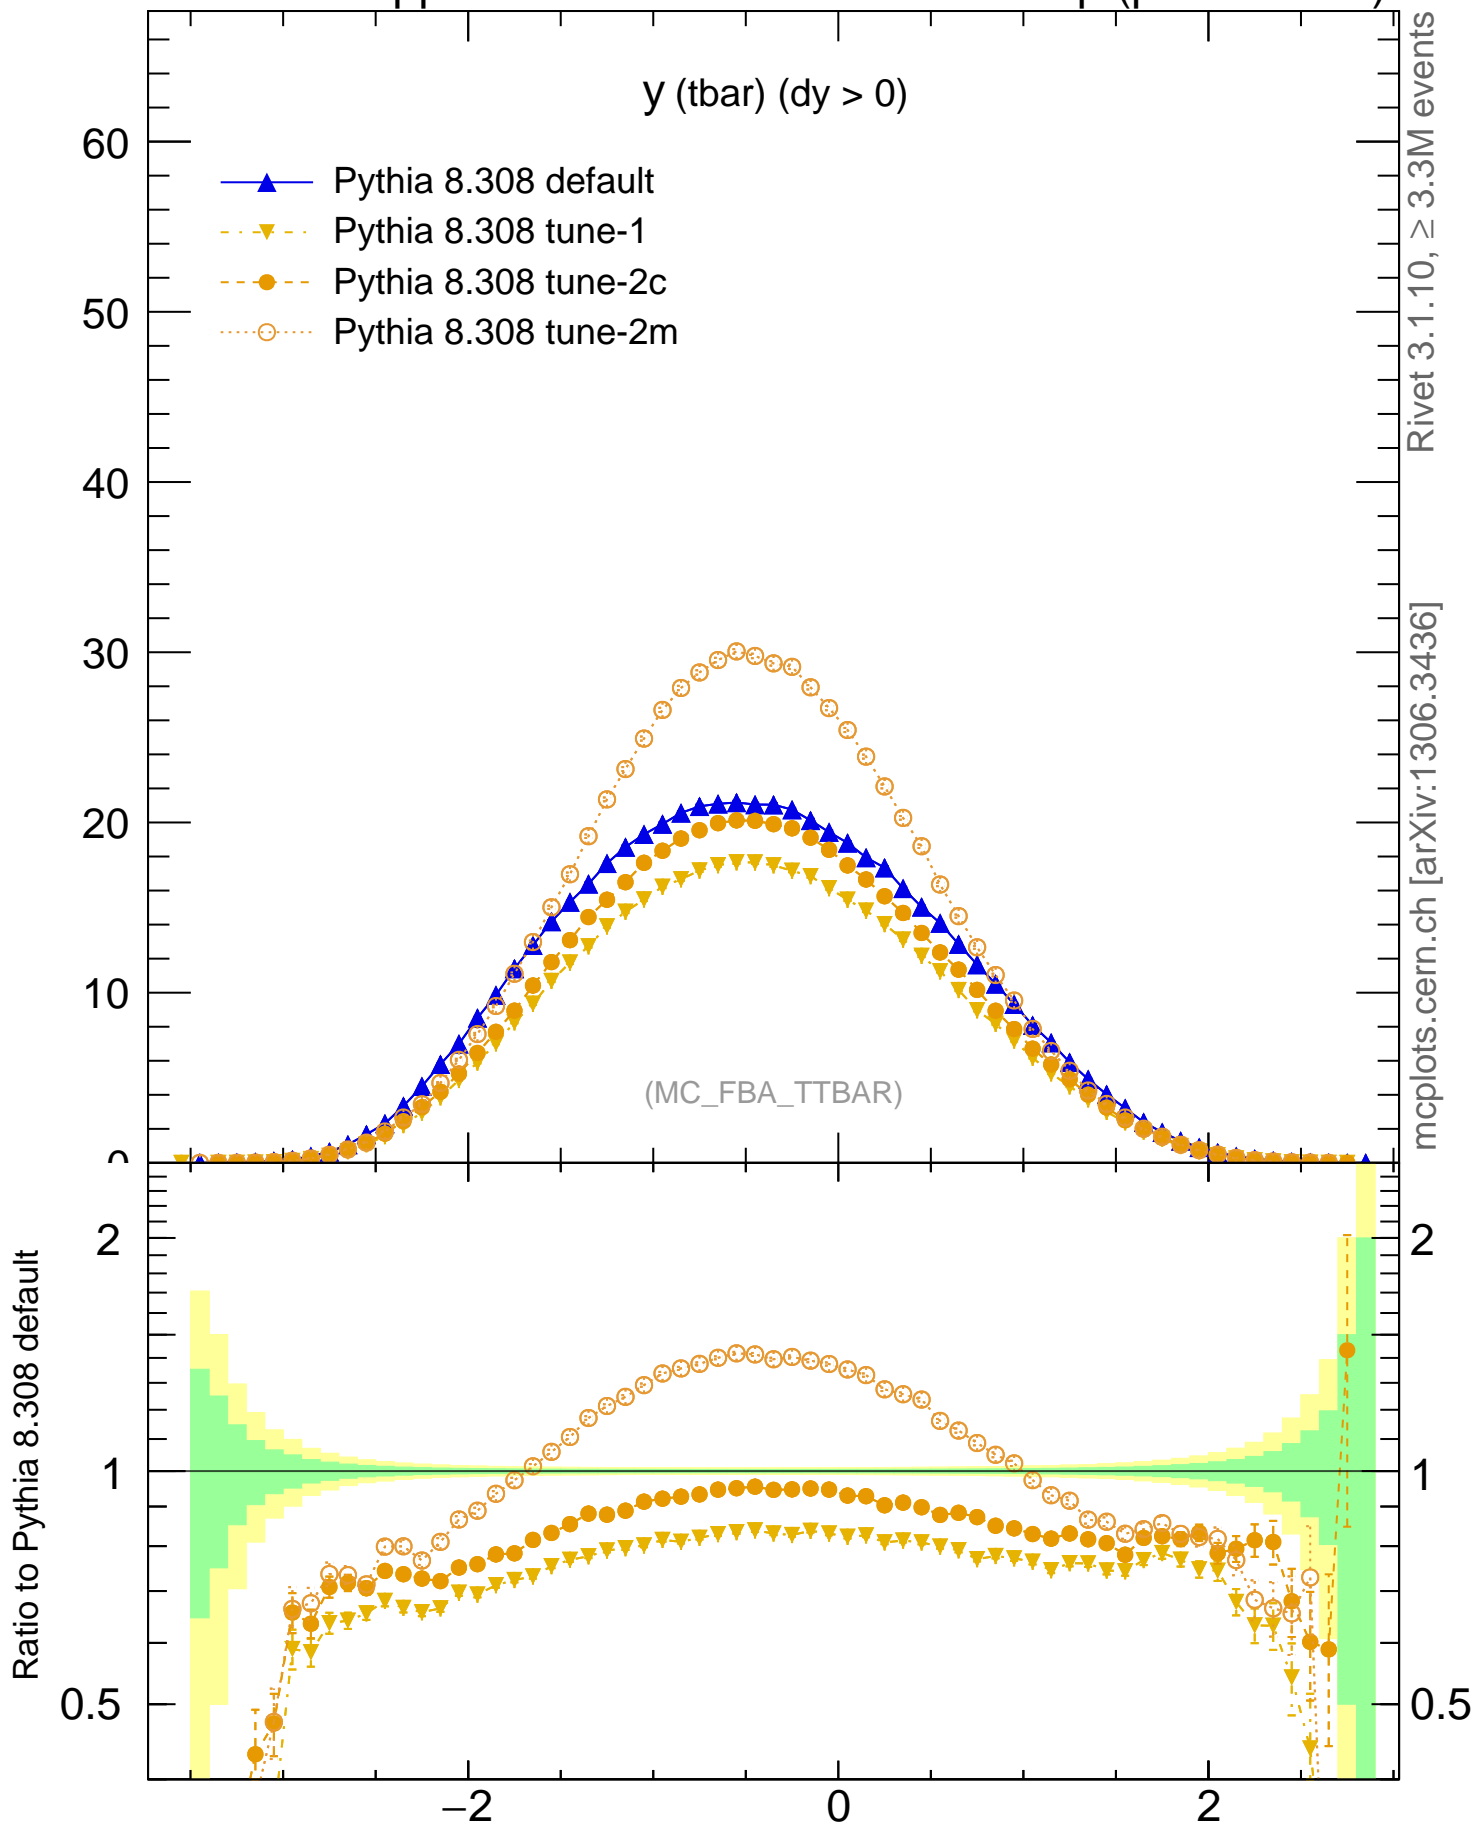 y (tbar) (dy > 0)
Pythia 8.308 default
Pythia 8.308 tune-1
Pythia 8.308 tune-2c
Pythia 8.308 tune-2m
60
50
40
30
20
10
0
(MC_FBA_TTBAR)
Rivet 3.1.10, ≥ 3.3M events
mcplots.cern.ch [arXiv:1306.3436]
Ratio to Pythia 8.308 default
2
1
0.5
2
1
0.5
−2
0
2